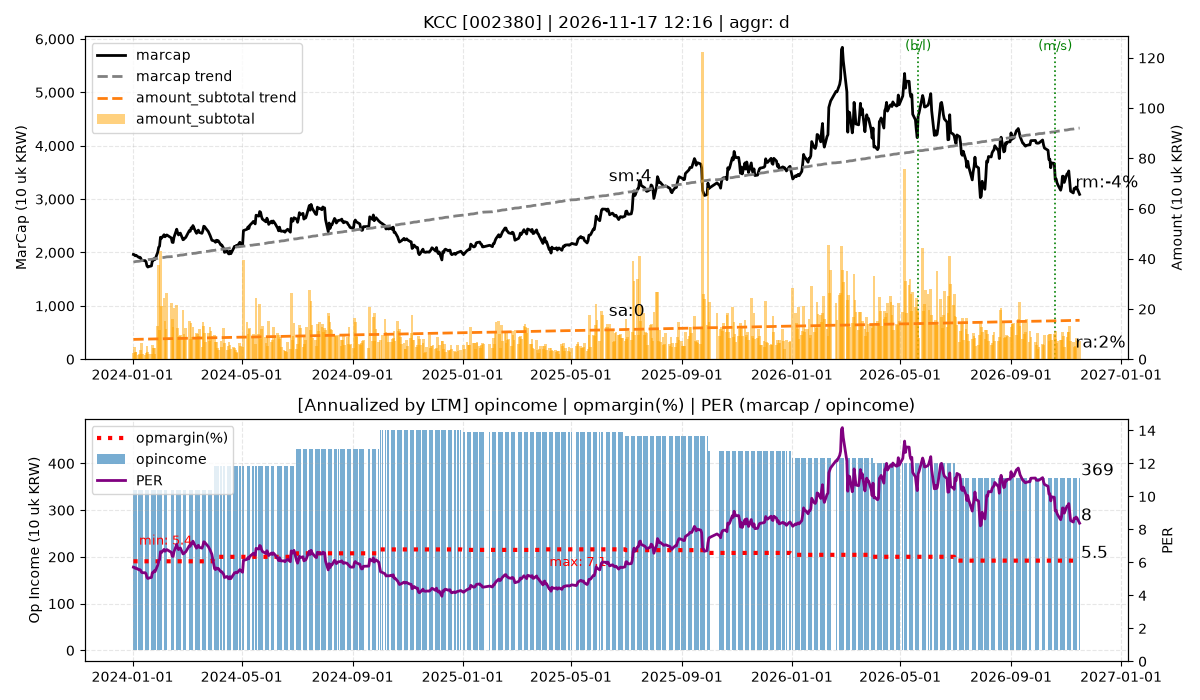 KCC [002380] | 2026-11-17 12:16 | aggr: d
MarCap (10 uk KRW)
6,000
5,000
4,000
3,000
2,000
1,000
0
marcap
marcap trend
amount_subtotal trend
amount_subtotal
(b/l)
(m/s)
sm:4
rm:-4%
sa:0
ra:2%
120
100
80
60
40
20
0
Amount (10 uk KRW)
2024-01-01
2024-05-01
2024-09-01
2025-01-01
2025-05-01
2025-09-01
2026-01-01
2026-05-01
2026-09-01
2027-01-01
[Annualized by LTM] opincome | opmargin(%) | PER (marcap / opincome)
Op Income (10 uk KRW)
400
300
200
100
0
opmargin(%)
opincome
PER
min: 5.4
369
8
5.5
14
12
10
8
6
4
2
0
PER
2024-01-01
2024-05-01
2024-09-01
2025-01-01
2025-05-01
2025-09-01
2026-01-01
2026-05-01
2026-09-01
2027-01-01